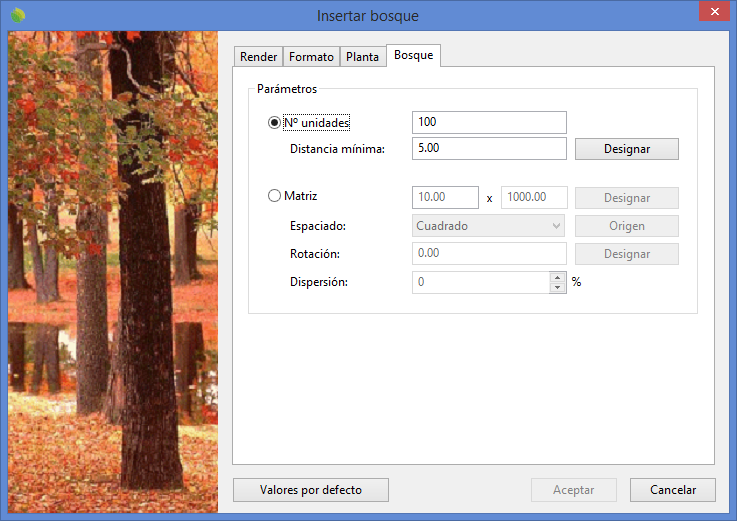 Insertar bosque
Render Formato Planta Bosque
Parámetros
Nº unidades 100
Distancia mínima: 5.00 Designar
Matriz 10.00 x 1000.00 Designar
Espaciado: Cuadrado Origen
Rotación: 0.00 Designar
Dispersión: 0 %
Valores por defecto Aceptar Cancelar